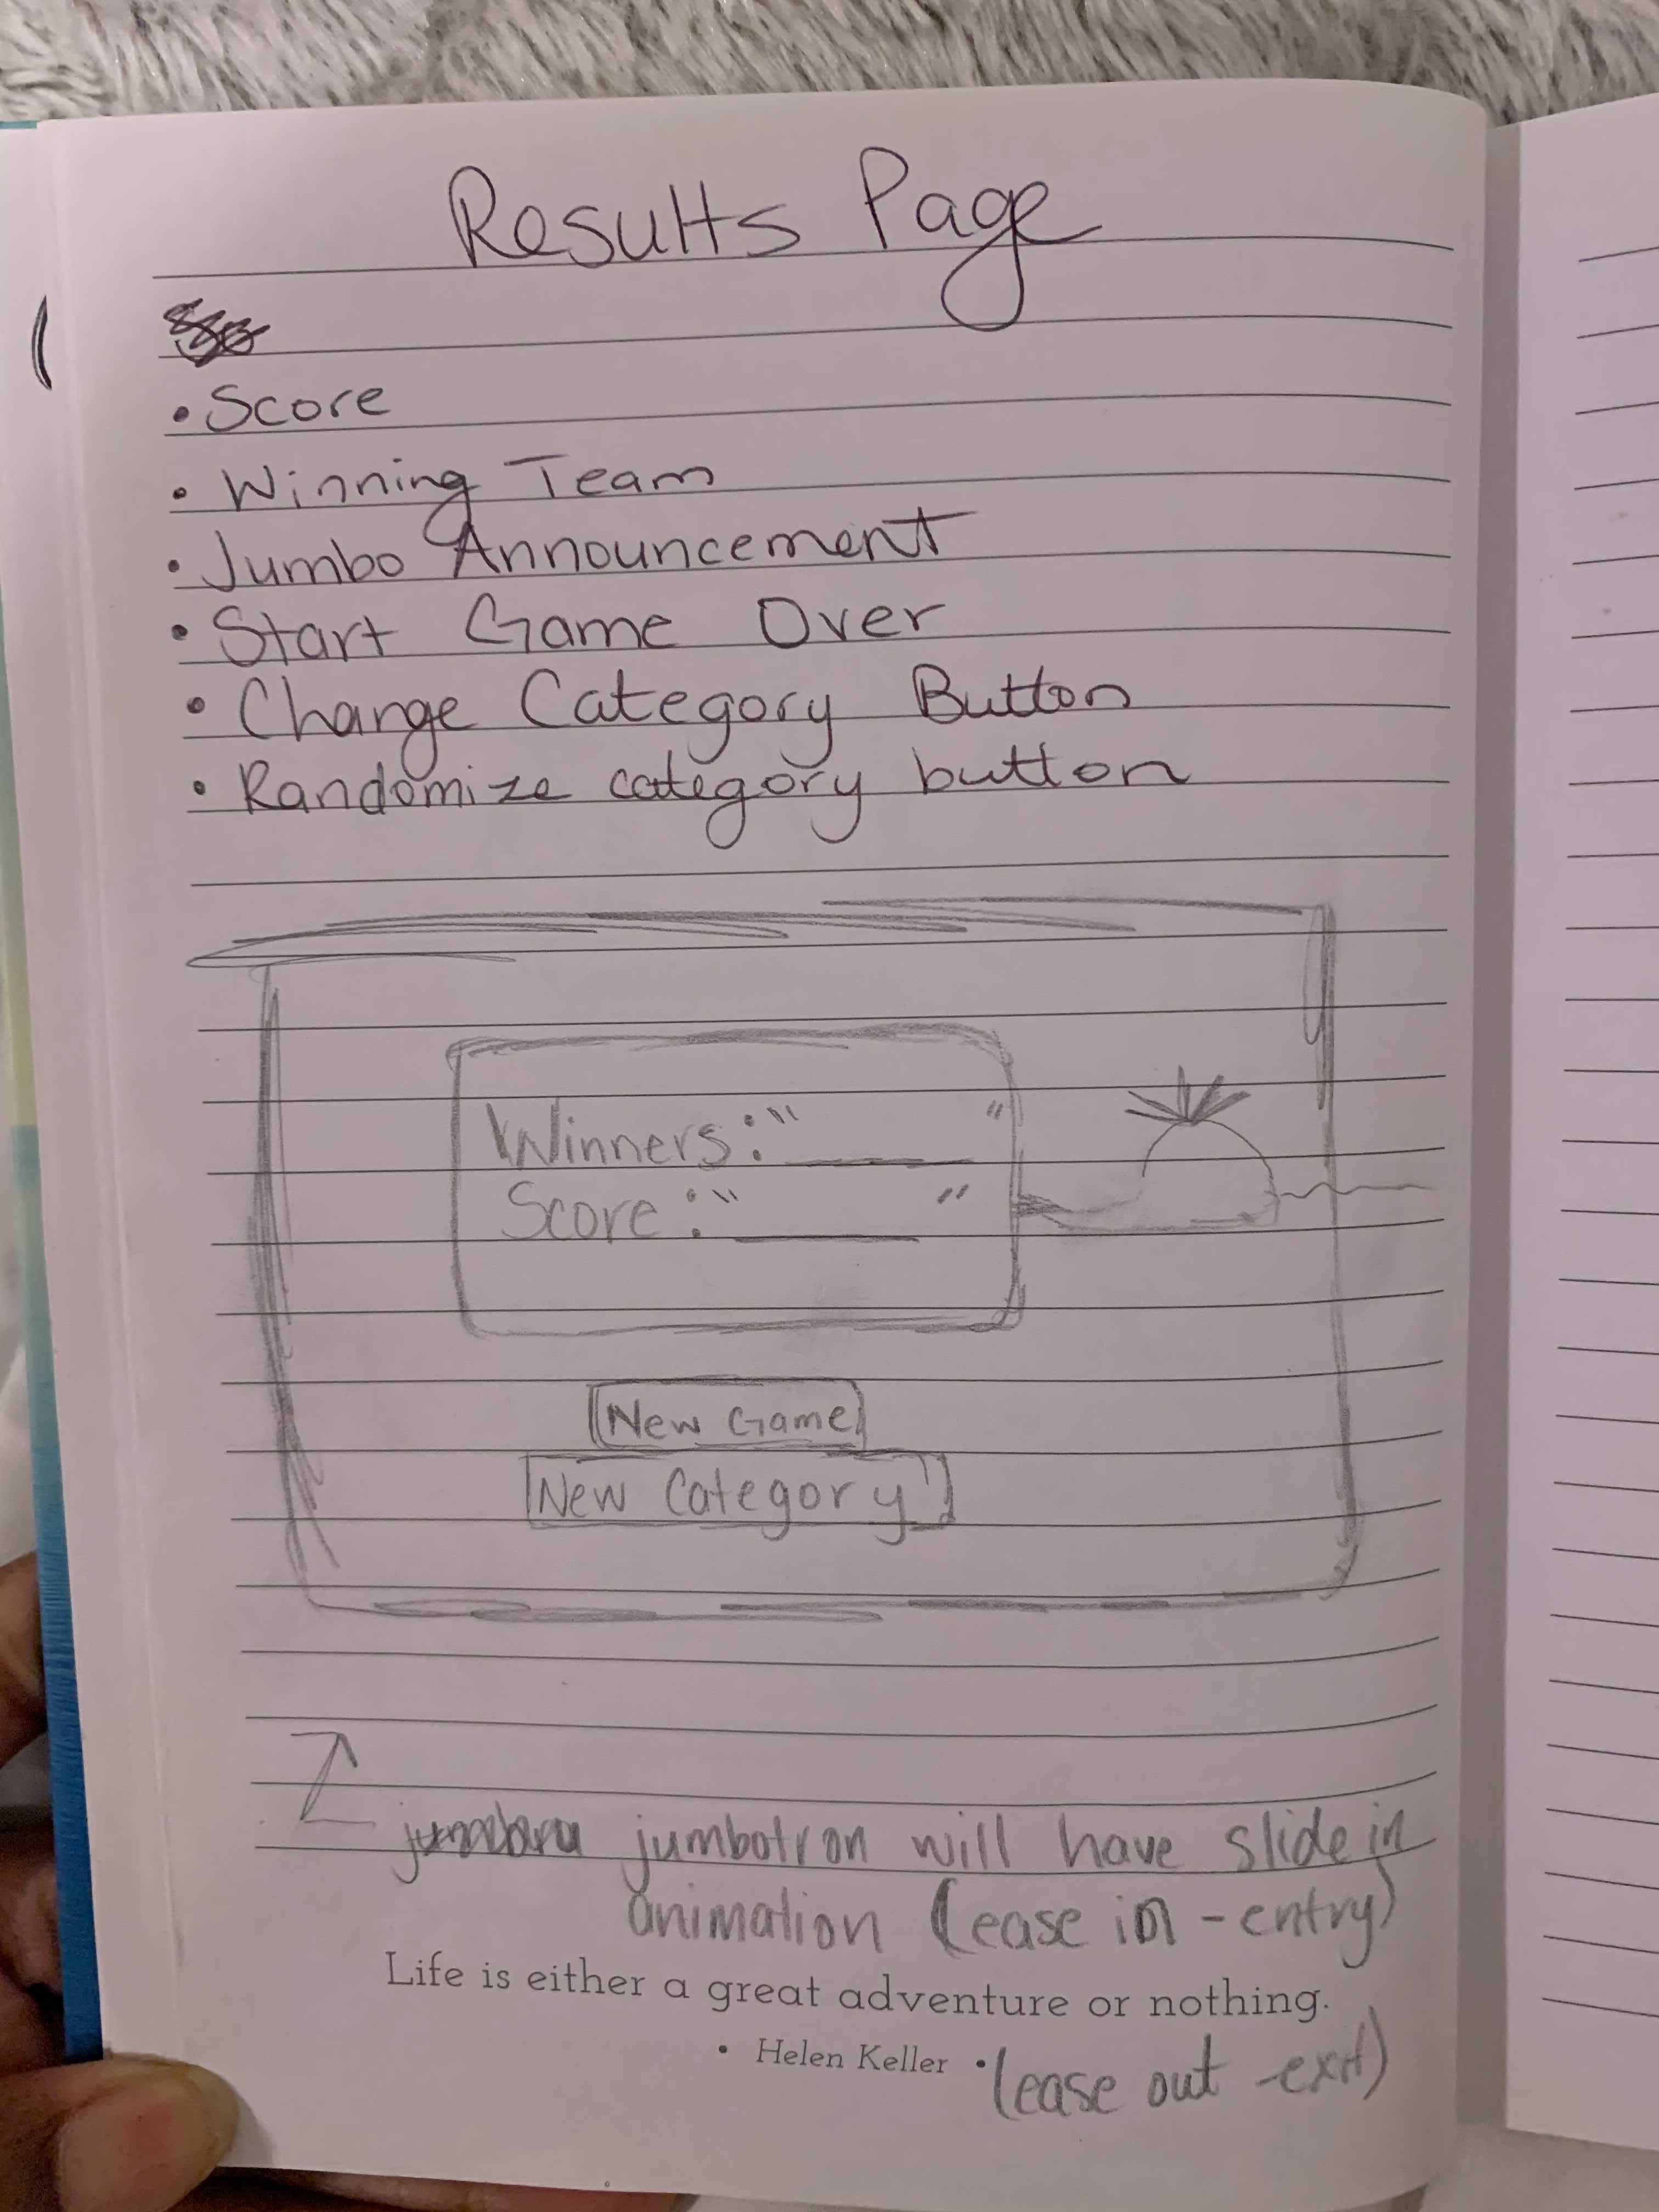 Results Page
• Score
• Winning Team
• Jumbo Announcement
• Start Game Over
• Change Category Button
• Randomize category button
Winners: " ______ "
Score: " ______ "
New Game
New Category
jumbotron will have slide in
animation (ease in - entry)
Life is either a great adventure or nothing.
• Helen Keller •
(ease out - exit)